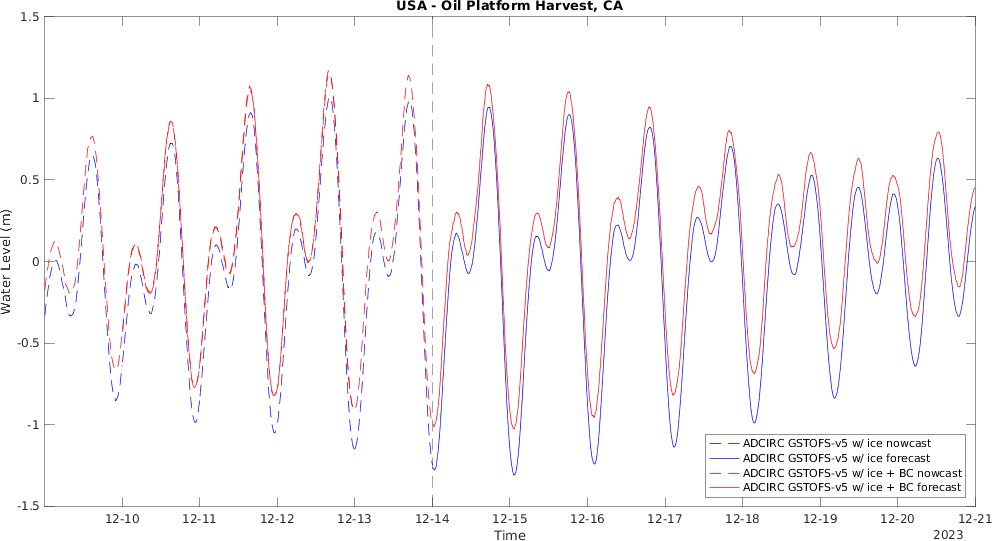 USA - Oil Platform Harvest, CA
1.5
1
0.5
0
-0.5
-1
-1.5
Water Level (m)
ADCIRC GSTOFS-v5 w/ ice nowcast
ADCIRC GSTOFS-v5 w/ ice forecast
ADCIRC GSTOFS-v5 w/ ice + BC nowcast
ADCIRC GSTOFS-v5 w/ ice + BC forecast
12-10 12-11 12-12 12-13 12-14 12-15 12-16 12-17 12-18 12-19 12-20 12-21
Time
2023